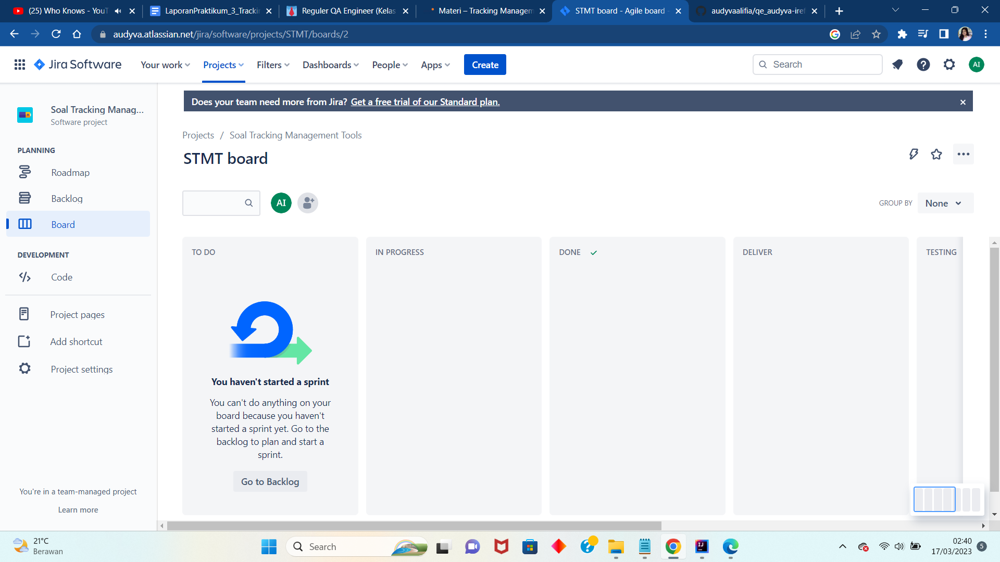 (25) Who Knows - YouT
LaporanPraktikum_3_Trackin
Reguler QA Engineer (Kelas
Materi – Tracking Managem
STMT board - Agile board -
audyvaalifia/qe_audyva-iref
audyva.atlassian.net/jira/software/projects/STMT/boards/2
Jira Software
Your work
Projects
Filters
Dashboards
People
Apps
Create
Search
AI
Soal Tracking Manag...
Software project
Does your team need more from Jira? Get a free trial of our Standard plan.
Projects / Soal Tracking Management Tools
STMT board
PLANNING
Roadmap
Backlog
Board
DEVELOPMENT
Code
Project pages
Add shortcut
Project settings
You're in a team-managed project
Learn more
AI
GROUP BY
None
TO DO
IN PROGRESS
DONE
DELIVER
TESTING
You haven't started a sprint
You can't do anything on your
board because you haven't
started a sprint yet. Go to the
backlog to plan and start a
sprint.
Go to Backlog
21°C
Berawan
Search
IJ
02:40
17/03/2023
5